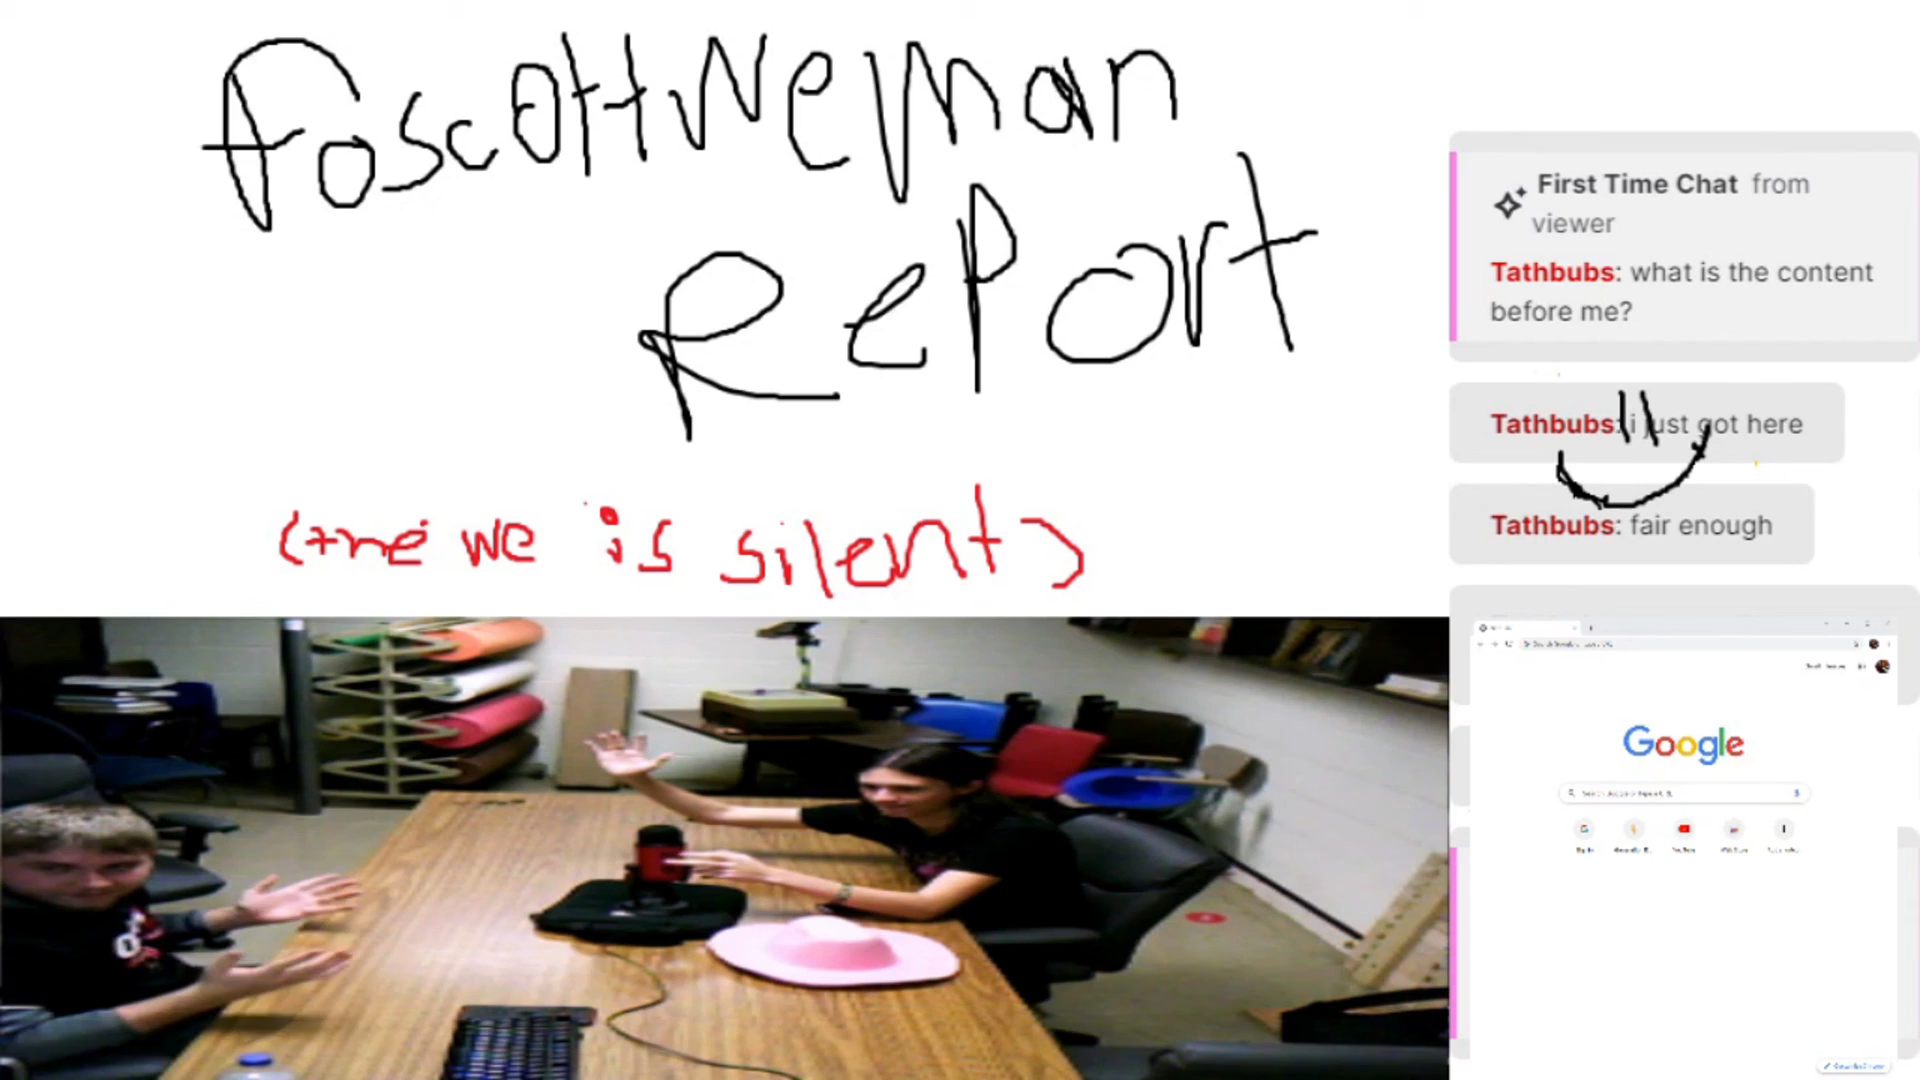 foscottweman
Report
(the we is silent)
First Time Chat from
viewer
Tathbubs: what is the content
before me?
Tathbubs: i just got here
Tathbubs: fair enough
Google